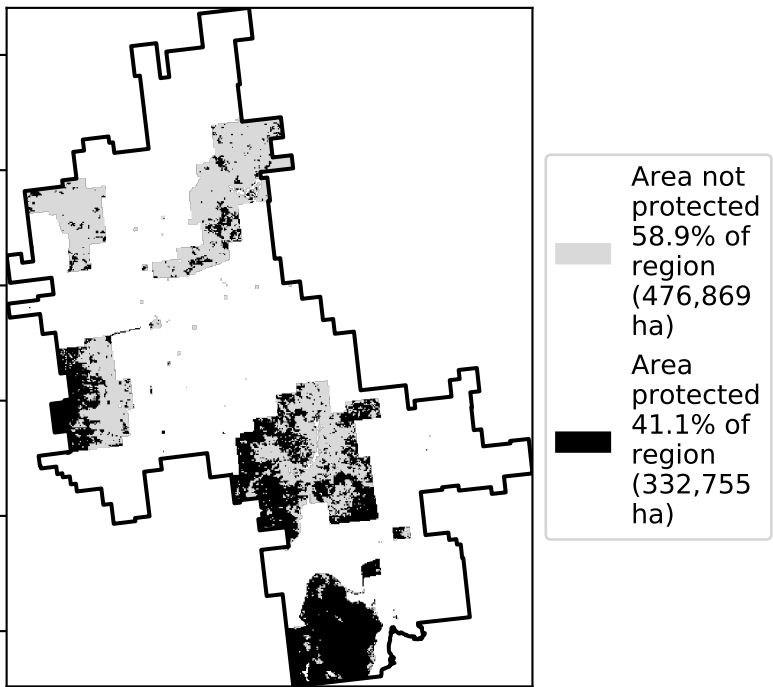 Area not
protected
58.9% of
region
(476,869
ha)
Area
protected
41.1% of
region
(332,755
ha)